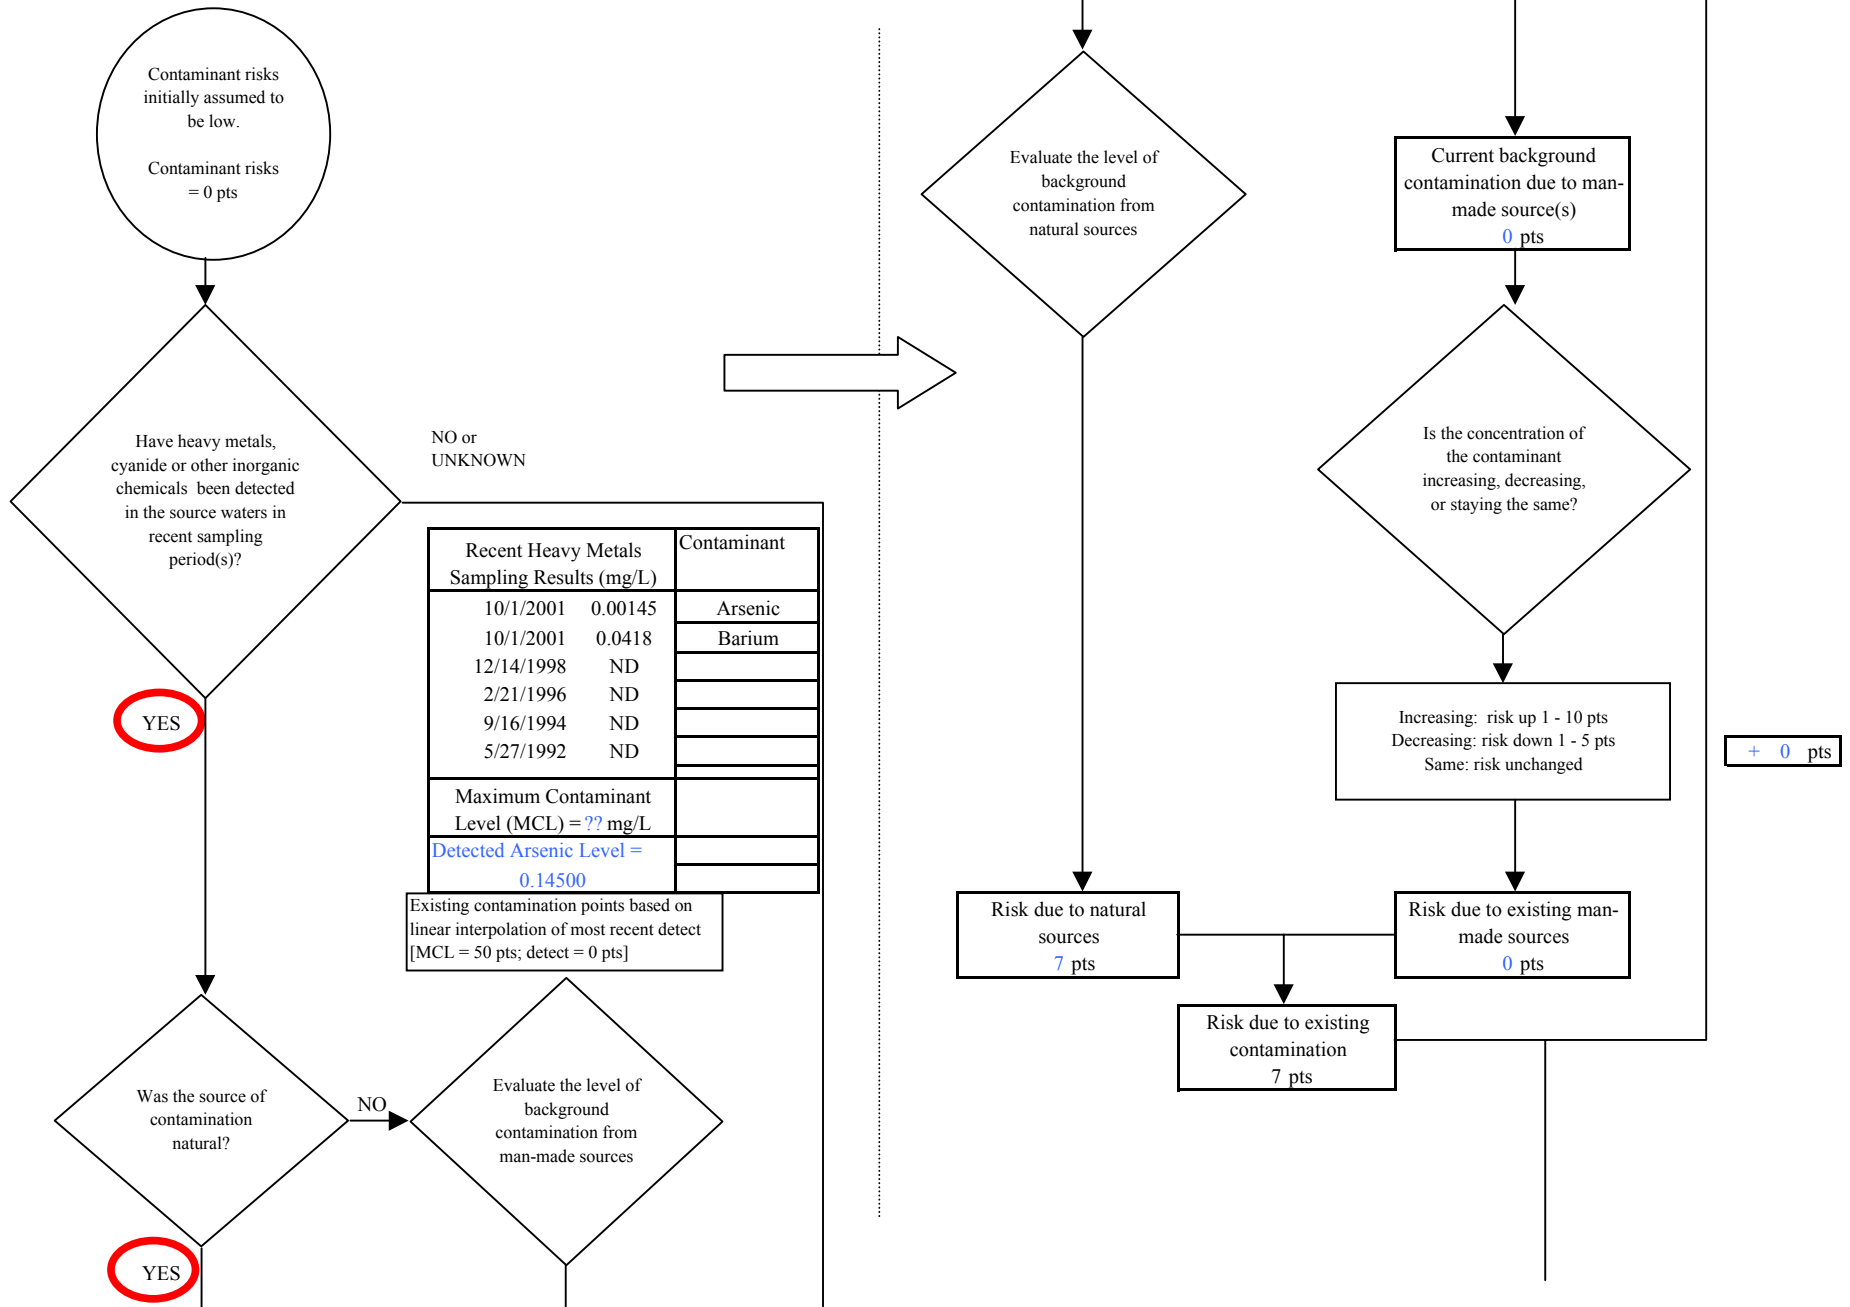 Contaminant risks
initially assumed to
be low.
Contaminant risks
= 0 pts
Have heavy metals,
cyanide or other inorganic
chemicals been detected
in the source waters in
recent sampling
period(s)?
NO or
UNKNOWN
YES
Recent Heavy Metals
Sampling Results (mg/L)
Contaminant
10/1/2001 0.00145 Arsenic
10/1/2001 0.0418 Barium
12/14/1998 ND
2/21/1996 ND
9/16/1994 ND
5/27/1992 ND
Maximum Contaminant
Level (MCL) = ?? mg/L
Detected Arsenic Level =
0.14500
Existing contamination points based on
linear interpolation of most recent detect
[MCL = 50 pts; detect = 0 pts]
Was the source of
contamination
natural?
NO
Evaluate the level of
background
contamination from
man-made sources
YES
Evaluate the level of
background
contamination from
natural sources
Current background
contamination due to man-
made source(s)
0 pts
Is the concentration of
the contaminant
increasing, decreasing,
or staying the same?
Increasing: risk up 1 - 10 pts
Decreasing: risk down 1 - 5 pts
Same: risk unchanged
+ 0 pts
Risk due to natural
sources
7 pts
Risk due to existing man-
made sources
0 pts
Risk due to existing
contamination
7 pts